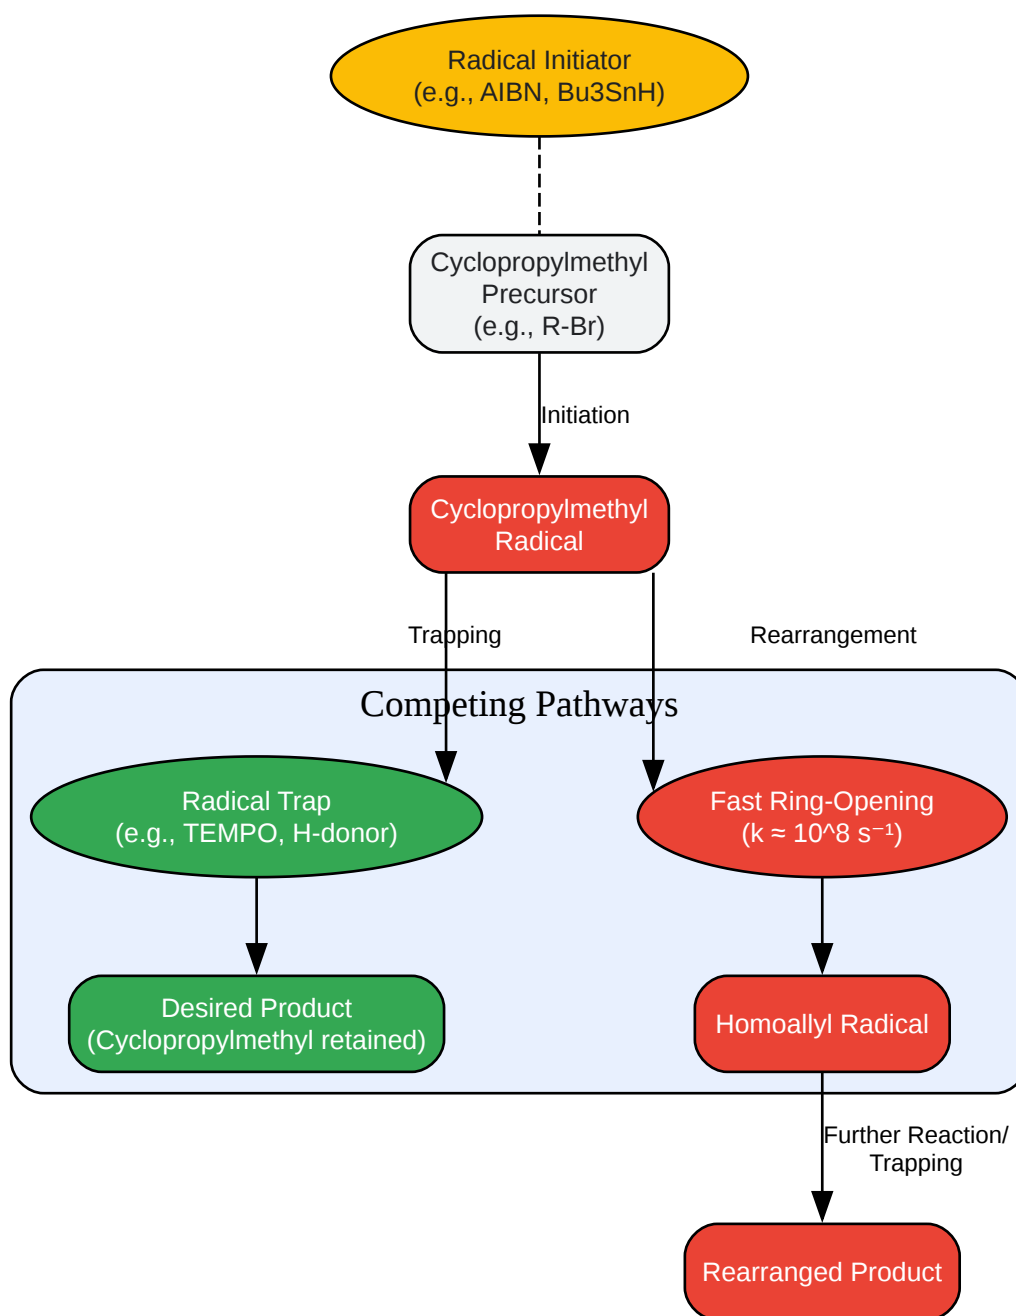 Radical Initiator
(e.g., AIBN, Bu3SnH)
Cyclopropylmethyl
Precursor
(e.g., R-Br)
Initiation
Cyclopropylmethyl
Radical
Trapping
Rearrangement
Competing Pathways
Radical Trap
(e.g., TEMPO, H-donor)
Fast Ring-Opening
(k ≈ 10^8 s⁻¹)
Desired Product
(Cyclopropylmethyl retained)
Homoallyl Radical
Further Reaction/
Trapping
Rearranged Product